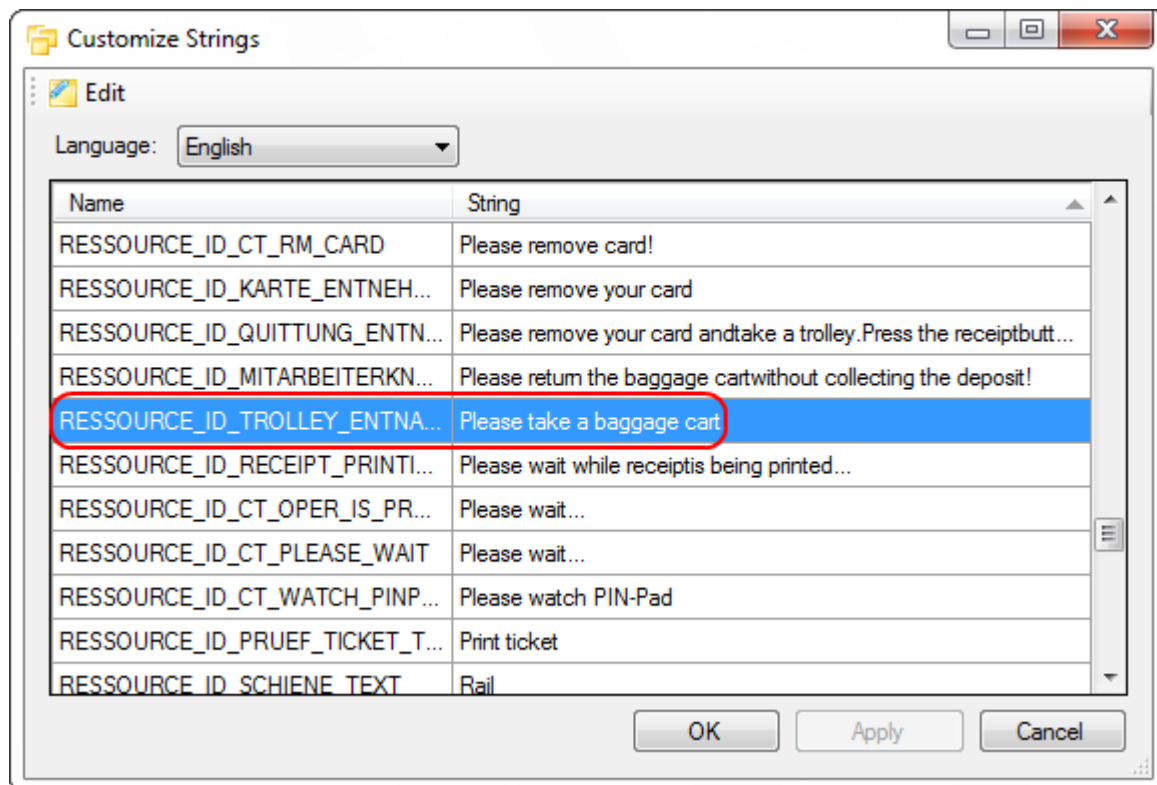 Customize Strings
Edit
Language: English
Name String
RESSOURCE_ID_CT_RM_CARD Please remove card!
RESSOURCE_ID_KARTE_ENTNEH... Please remove your card
RESSOURCE_ID_QUITTUNG_ENTN... Please remove your card andtake a trolley.Press the receiptbutt...
RESSOURCE_ID_MITARBEITERKN... Please return the baggage cartwithout collecting the deposit!
RESSOURCE_ID_TROLLEY_ENTNA... Please take a baggage cart
RESSOURCE_ID_RECEIPT_PRINTI... Please wait while receiptis being printed...
RESSOURCE_ID_CT_OPER_IS_PR... Please wait...
RESSOURCE_ID_CT_PLEASE_WAIT Please wait...
RESSOURCE_ID_CT_WATCH_PINP... Please watch PIN-Pad
RESSOURCE_ID_PRUEF_TICKET_T... Print ticket
RESSOURCE_ID_SCHIENE_TEXT Rail
OK Apply Cancel